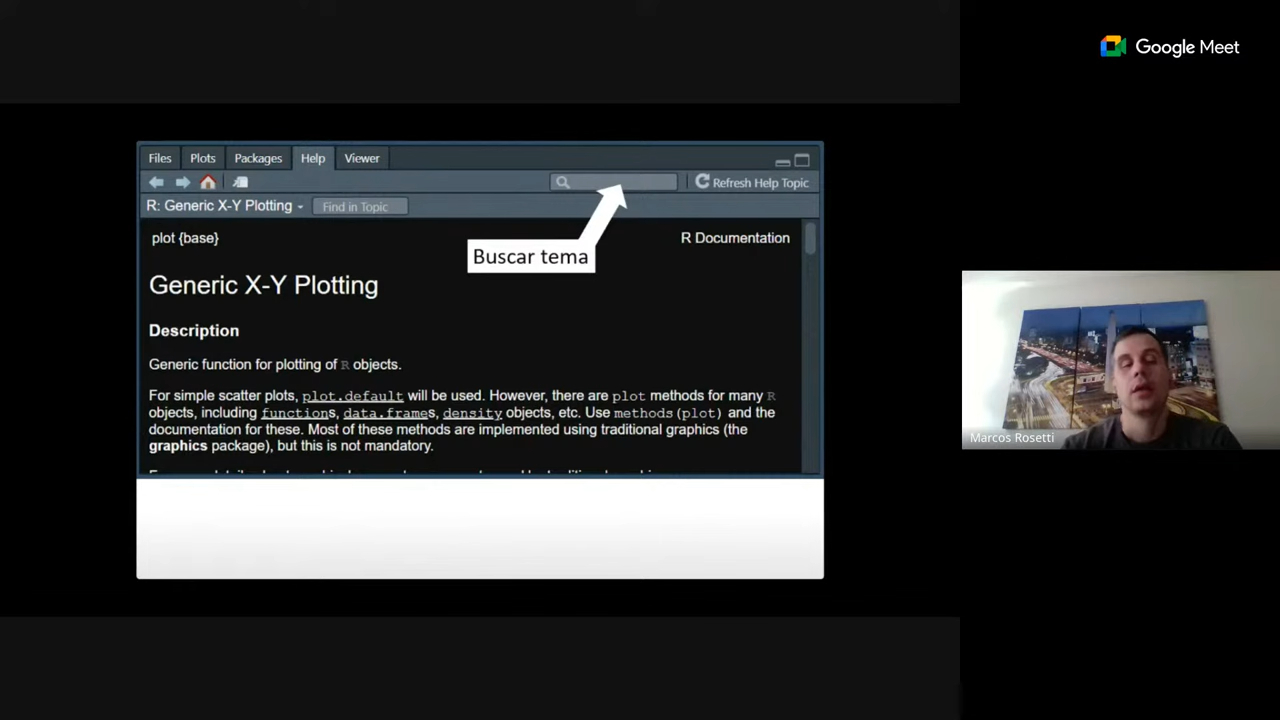 Google Meet
Files Plots Packages Help Viewer
Refresh Help Topic
R: Generic X-Y Plotting Find in Topic
plot {base} R Documentation
Buscar tema
Generic X-Y Plotting
Description
Generic function for plotting of R objects.
For simple scatter plots, plot.default will be used. However, there are plot methods for many R
objects, including functions, data.frames, density objects, etc. Use methods(plot) and the
documentation for these. Most of these methods are implemented using traditional graphics (the
graphics package), but this is not mandatory.
Marcos Rosetti